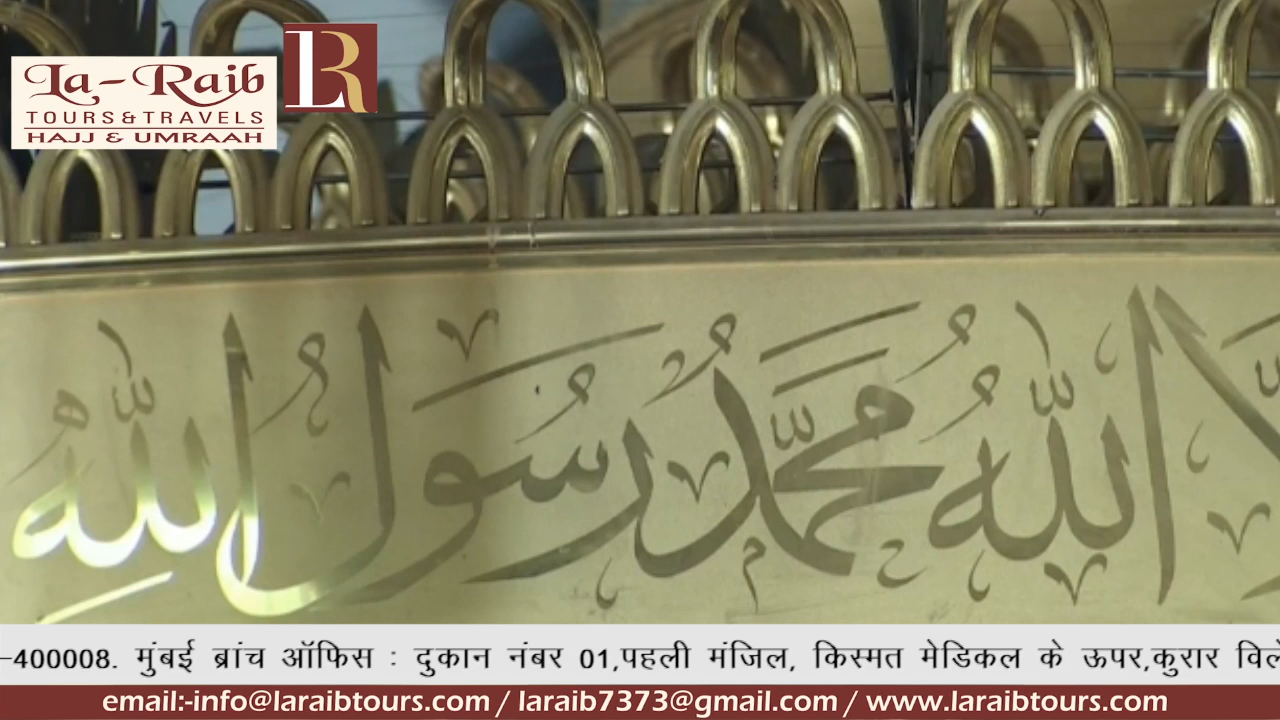 La-Raib
TOURS & TRAVELS
HAJJ & UMRAAH
LR
لا الله محمد رسول الله
-400008. मुंबई ब्रांच ऑफिस : दुकान नंबर 01,पहली मंजिल, किस्मत मेडिकल के ऊपर,कुरार
email:-info@laraibtours.com / laraib7373@gmail.com / www.laraibtours.com